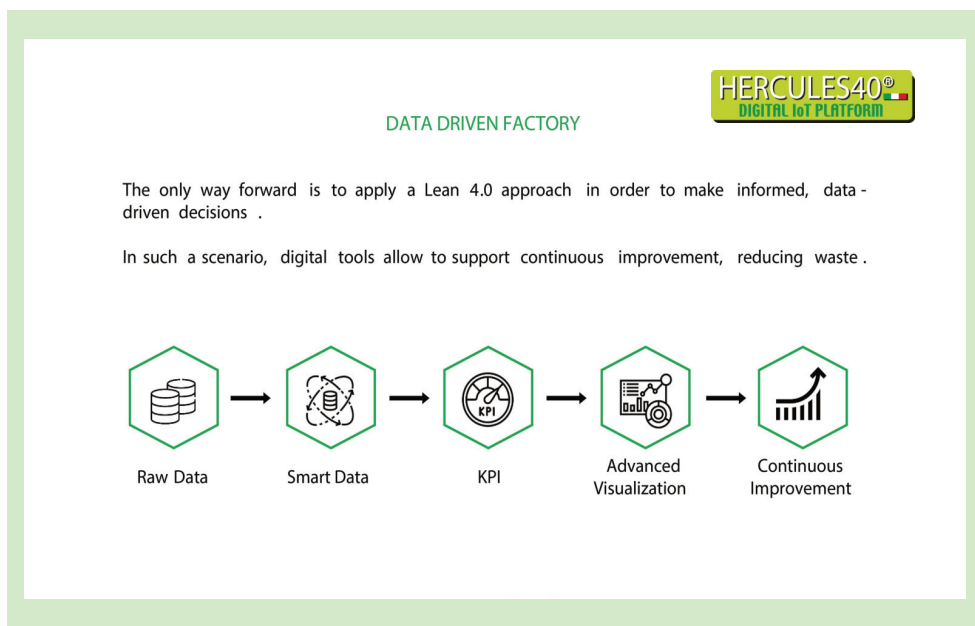 HERCULES40®
DIGITAL IoT PLATFORM
DATA DRIVEN FACTORY
The only way forward is to apply a Lean 4.0 approach in order to make informed, data -
driven decisions .
In such a scenario, digital tools allow to support continuous improvement, reducing waste .
KPI
Raw Data
Smart Data
KPI
Advanced
Visualization
Continuous
Improvement